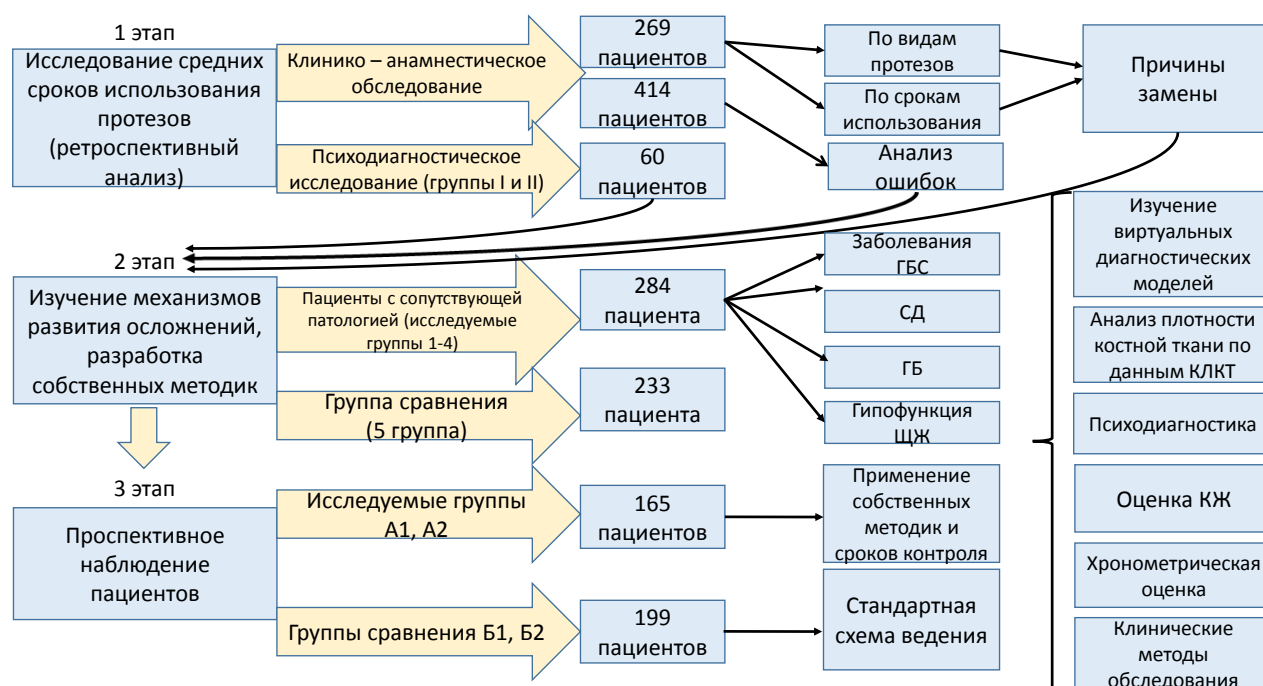 1 этап
Исследование средних
сроков использования
протезов
(ретроспективный
анализ)
Клинико – анамнестическое
обследование
Психодиагностическое
исследование (группы I и II)
269
пациентов
414
пациентов
60
пациентов
По видам
протезов
По срокам
использования
Анализ
ошибок
Причины
замены
2 этап
Изучение механизмов
развития осложнений,
разработка
собственных методик
Пациенты с сопутствующей
патологией (исследуемые
группы 1-4)
Группа сравнения
(5 группа)
284
пациента
233
пациента
Заболевания
ГБС
СД
ГБ
Гипофункция
ЩЖ
3 этап
Проспективное
наблюдение
пациентов
Исследуемые группы
А1, А2
Группы сравнения Б1, Б2
165
пациентов
199
пациентов
Применение
собственных
методик и
сроков контроля
Стандартная
схема ведения
Изучение
виртуальных
диагностических
моделей
Анализ плотности
костной ткани по
данным КЛКТ
Психодиагностика
Оценка КЖ
Хронометрическая
оценка
Клинические
методы
обследования